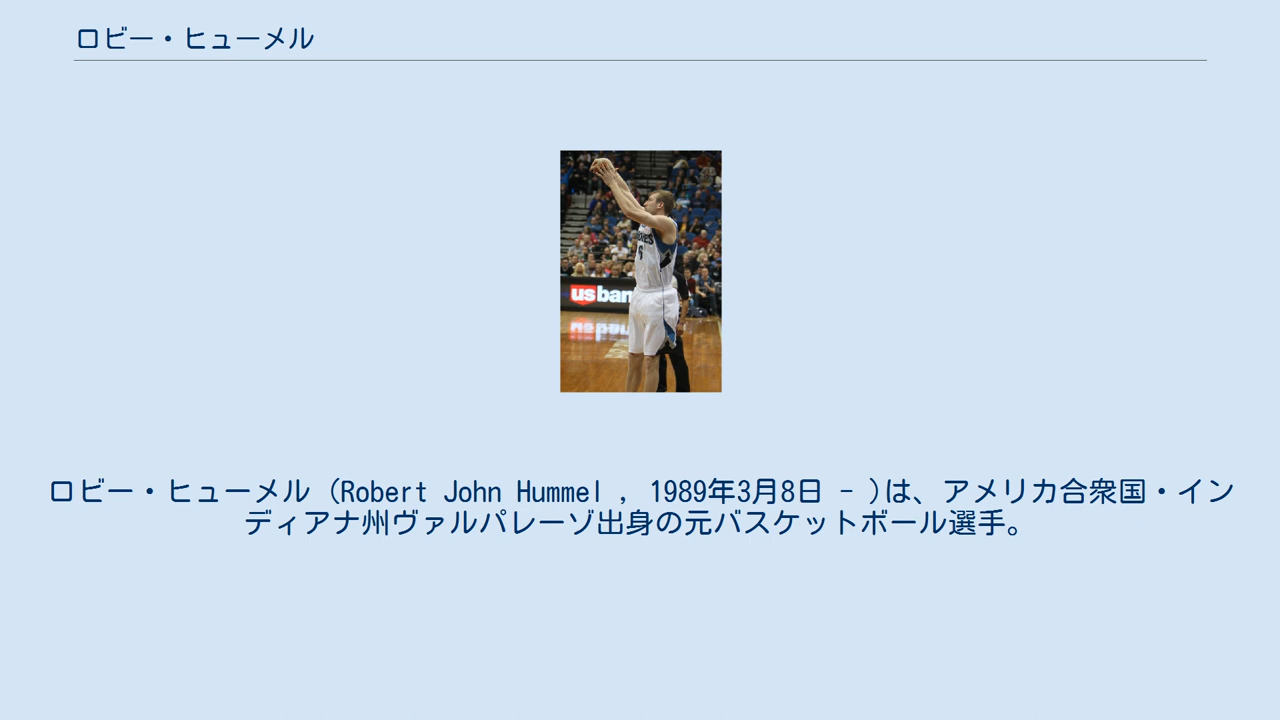 ロビー・ヒューメル
usban
ロビー・ヒューメル (Robert John Hummel , 1989年3月8日 - )は、アメリカ合衆国・イン
ディアナ州ヴァルパレーゾ出身の元バスケットボール選手。